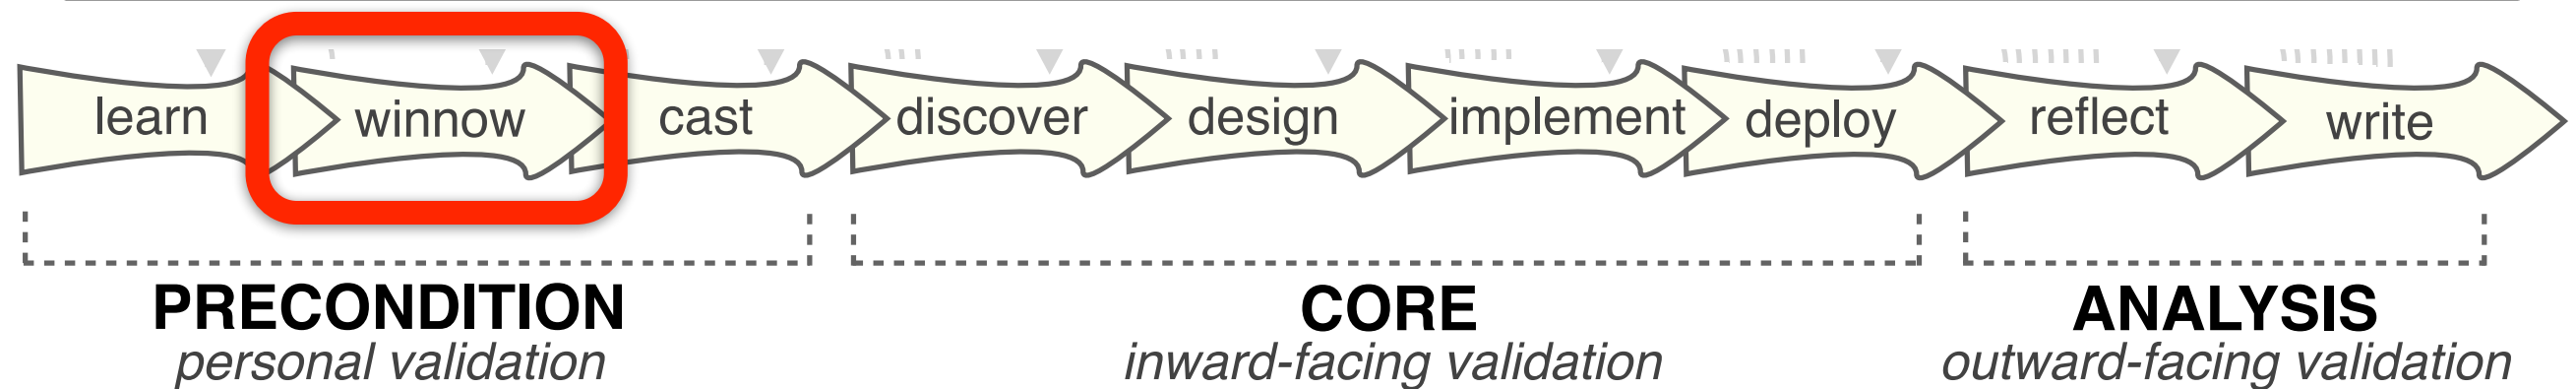 learn winnow cast discover design implement deploy reflect write
PRECONDITION CORE ANALYSIS
personal validation inward-facing validation outward-facing validation